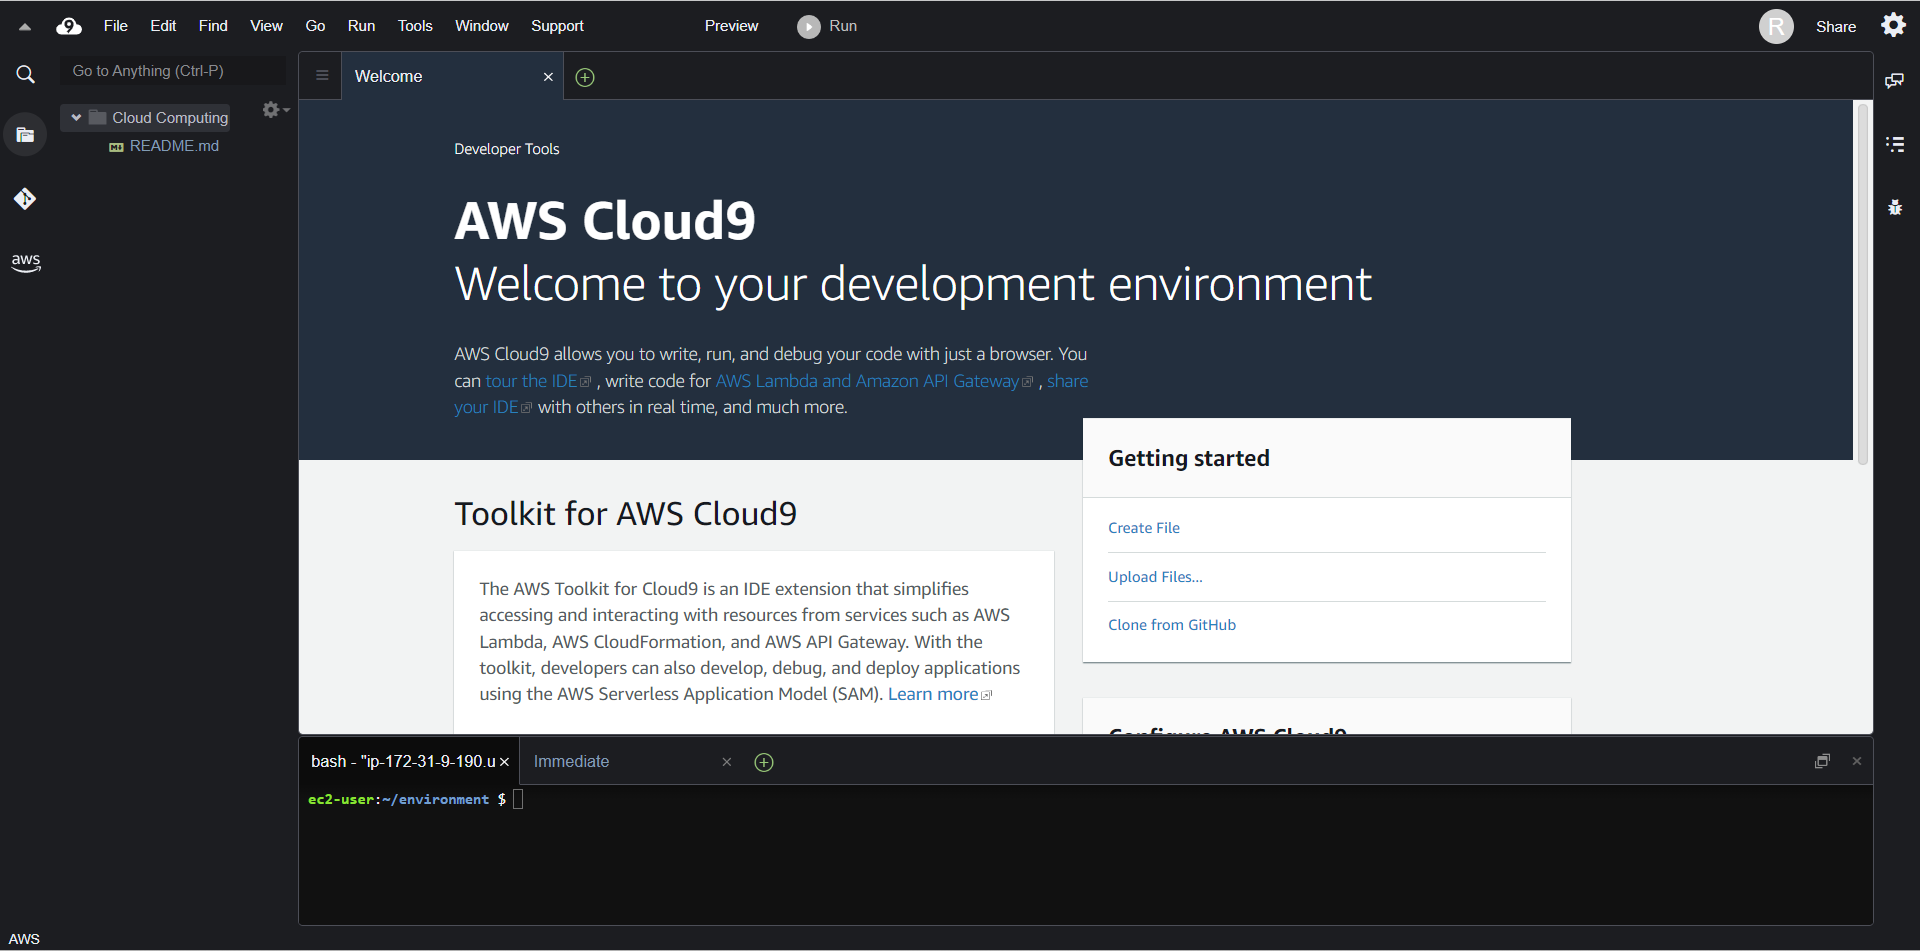 File Edit Find View Go Run Tools Window Support Preview Run R Share
Go to Anything (Ctrl-P)
Cloud Computing
README.md
aws
Welcome
Developer Tools
AWS Cloud9
Welcome to your development environment
AWS Cloud9 allows you to write, run, and debug your code with just a browser. You
can tour the IDE , write code for AWS Lambda and Amazon API Gateway , share
your IDE with others in real time, and much more.
Toolkit for AWS Cloud9
The AWS Toolkit for Cloud9 is an IDE extension that simplifies
accessing and interacting with resources from services such as AWS
Lambda, AWS CloudFormation, and AWS API Gateway. With the
toolkit, developers can also develop, debug, and deploy applications
using the AWS Serverless Application Model (SAM). Learn more
Getting started
Create File
Upload Files...
Clone from GitHub
Configure AWS Cloud9
bash - "ip-172-31-9-190.u Immediate
ec2-user:~/environment $
AWS